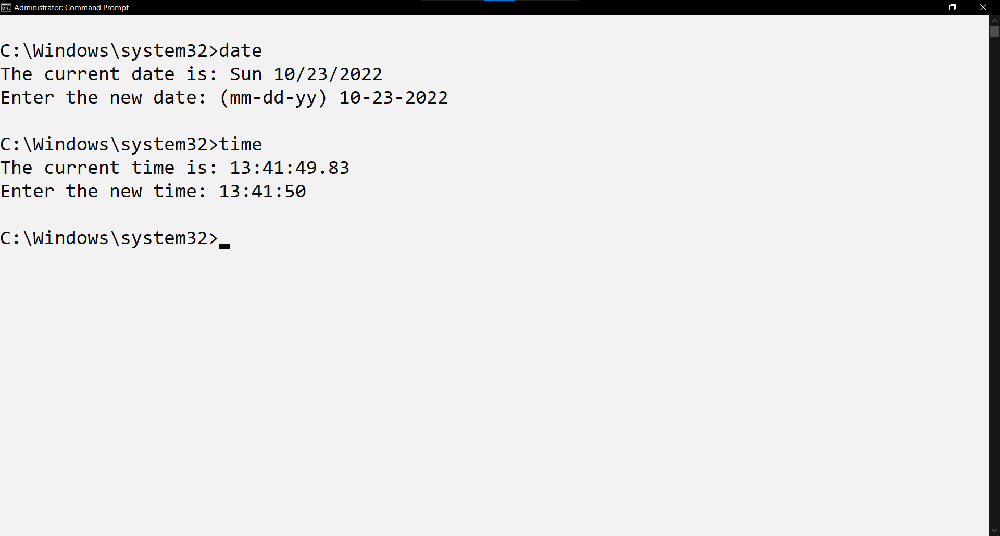 Administrator: Command Prompt
C:\Windows\system32>date
The current date is: Sun 10/23/2022
Enter the new date: (mm-dd-yy) 10-23-2022
C:\Windows\system32>time
The current time is: 13:41:49.83
Enter the new time: 13:41:50
C:\Windows\system32>